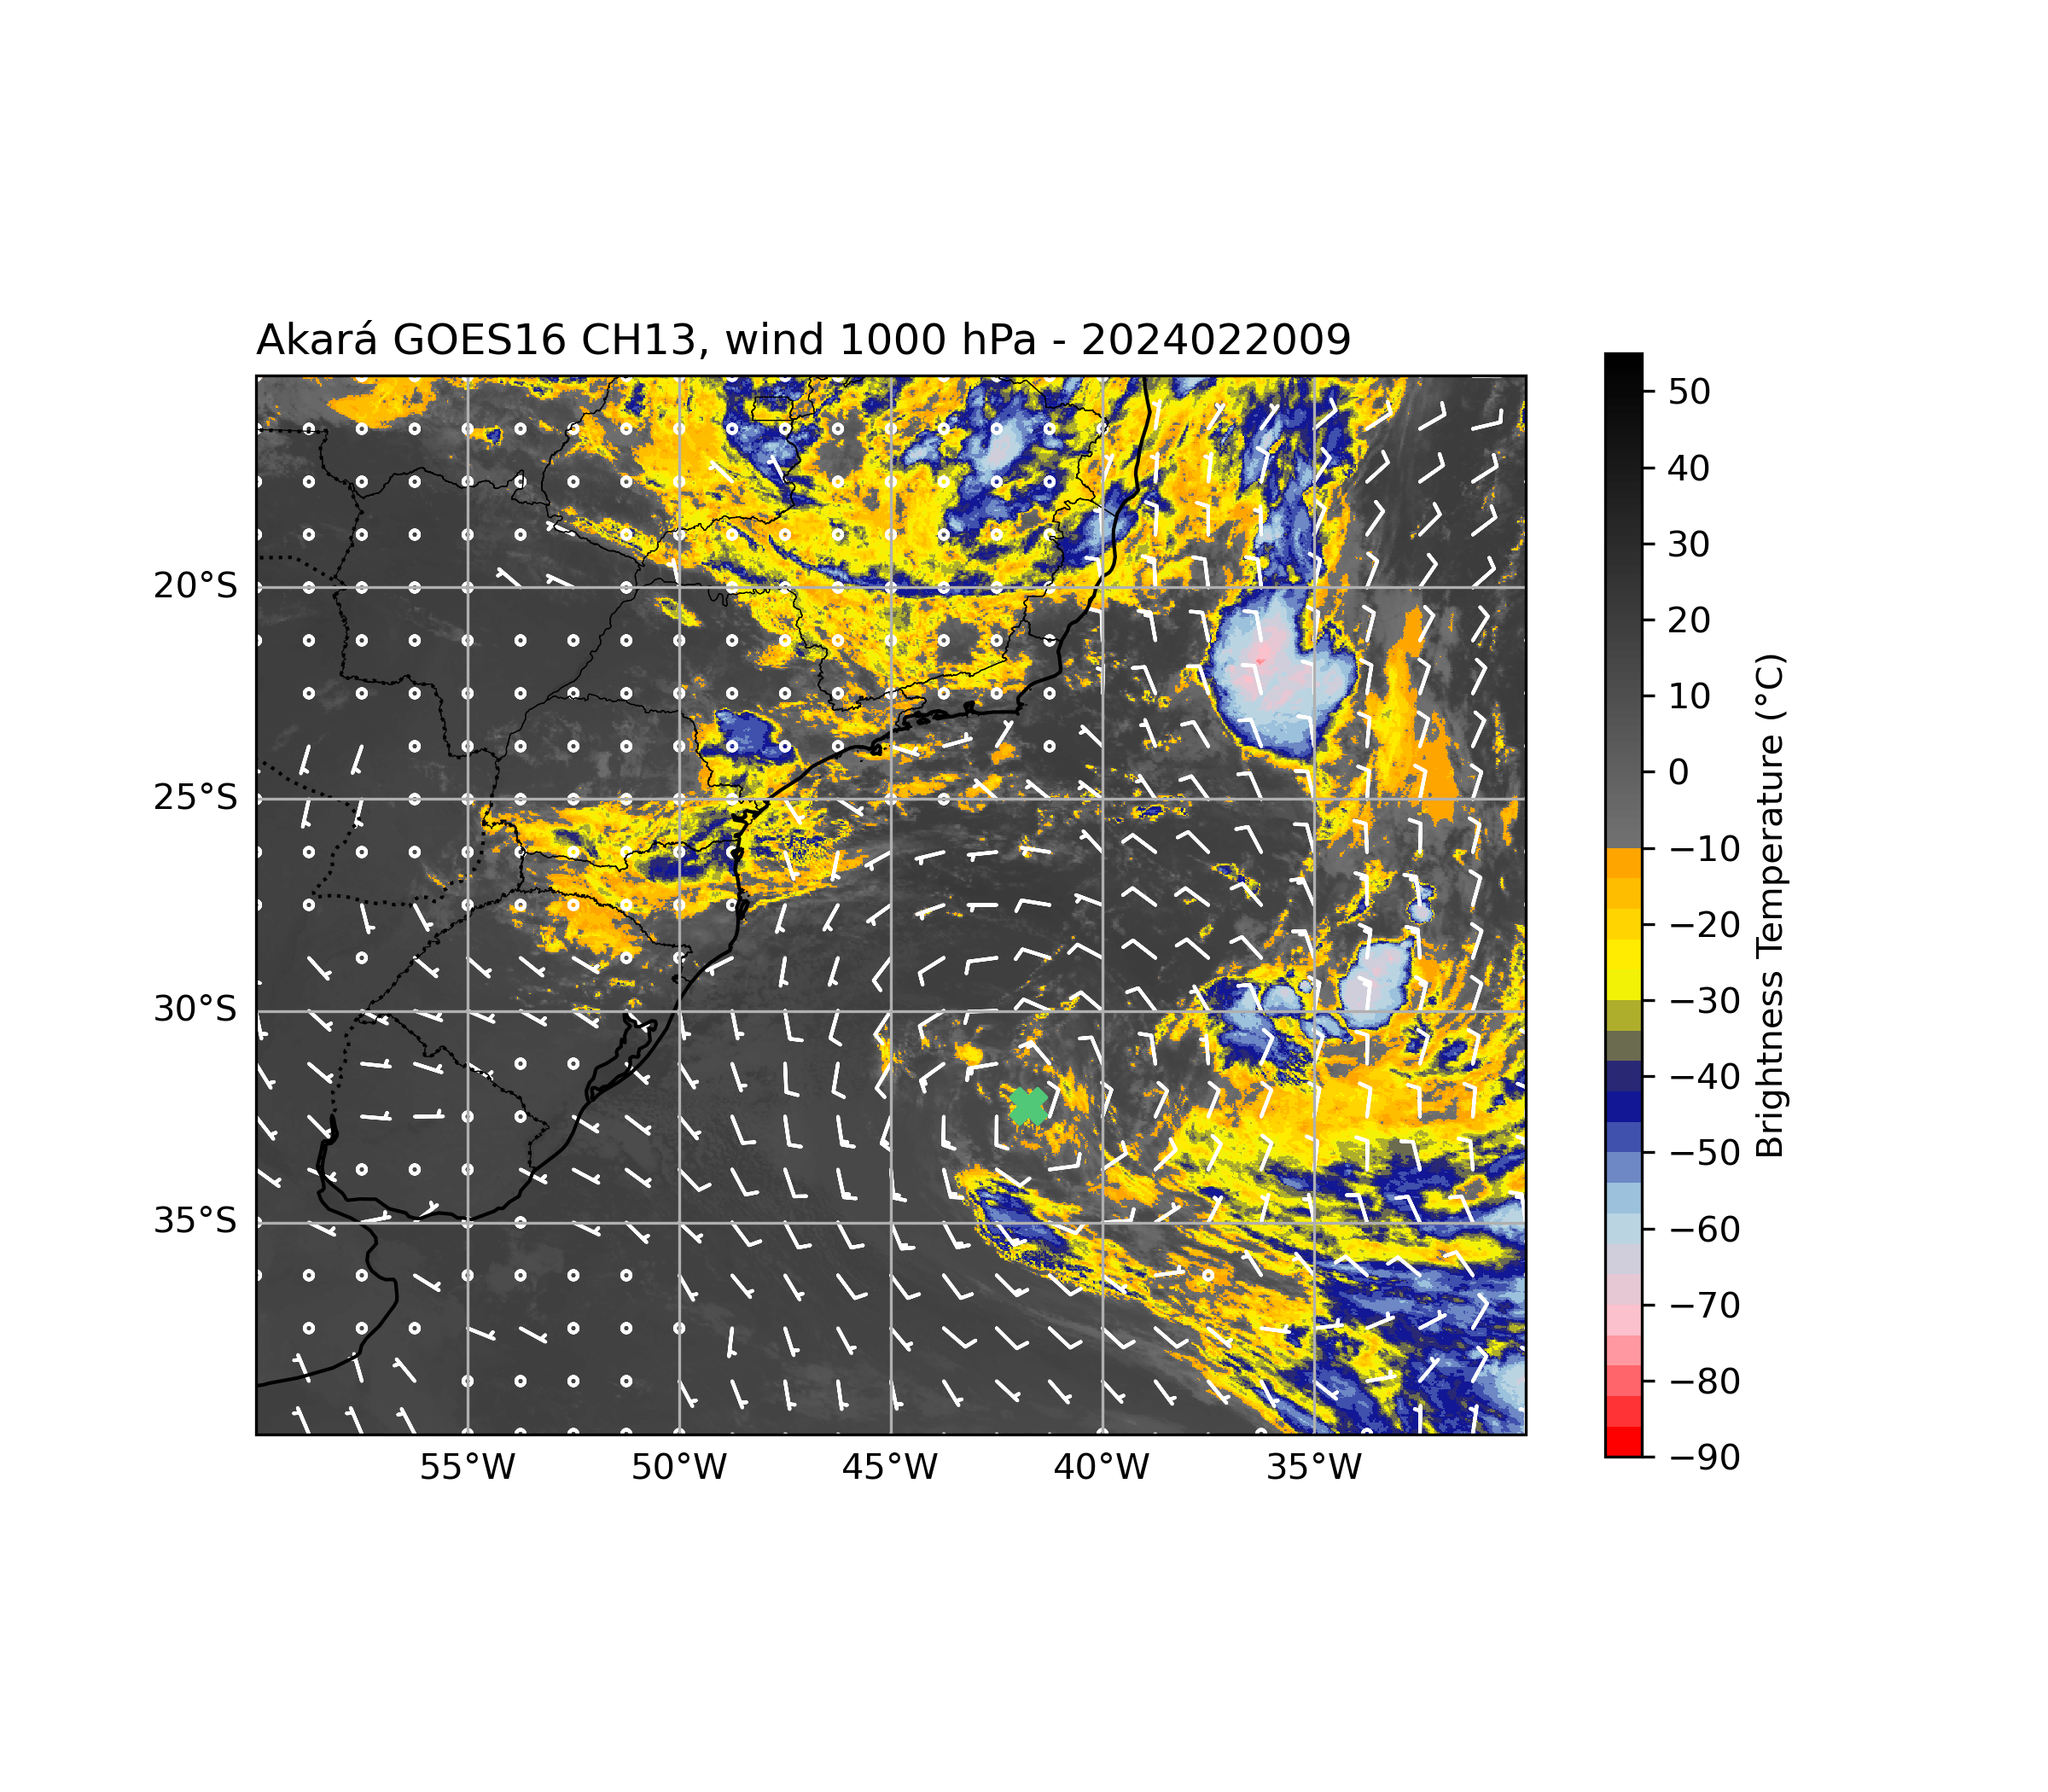 Akará GOES16 CH13, wind 1000 hPa - 2024022009
20°S
25°S
30°S
35°S
55°W
50°W
45°W
40°W
35°W
50
40
30
20
10
0
−10
−20
−30
−40
−50
−60
−70
−80
−90
Brightness Temperature (°C)